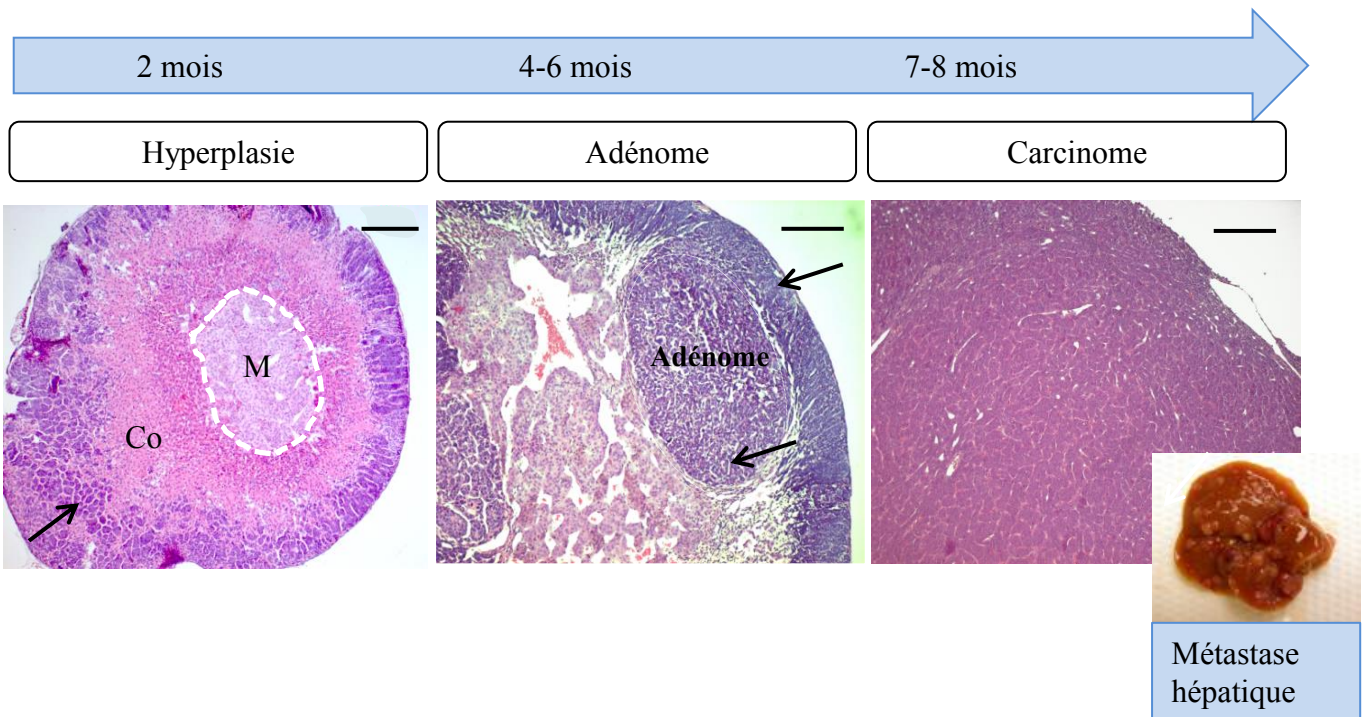 2 mois
4-6 mois
7-8 mois
Hyperplasie
Adénome
Carcinome
M
Co
Adénome
Métastase
hépatique